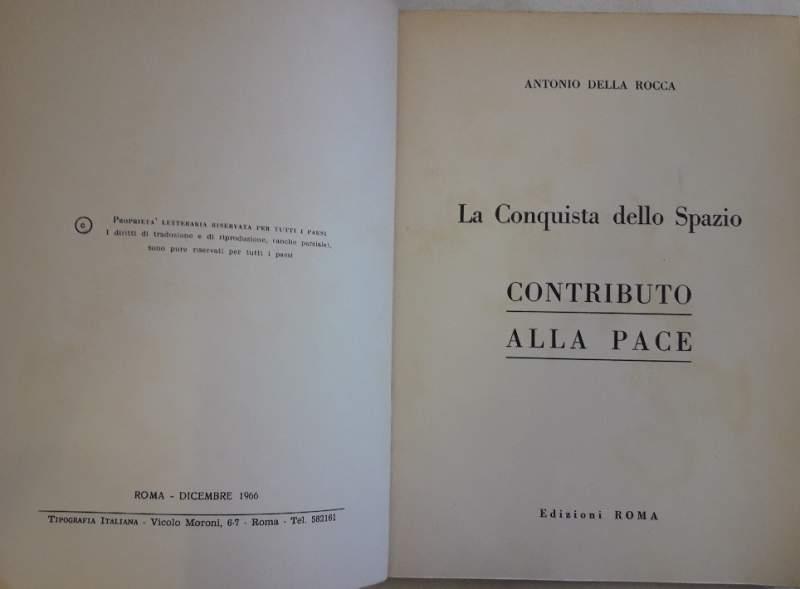 ©
PROPRIETA' LETTERARIA RISERVATA PER TUTTI I PAESI
I diritti di traduzione e di riproduzione, (anche parziale),
sono pure riservati per tutti i paesi
ROMA - DICEMBRE 1966
TIPOGRAFIA ITALIANA - Vicolo Moroni, 6-7 - Roma - Tel. 582161
ANTONIO DELLA ROCCA
La Conquista dello Spazio
CONTRIBUTO
ALLA PACE
Edizioni ROMA